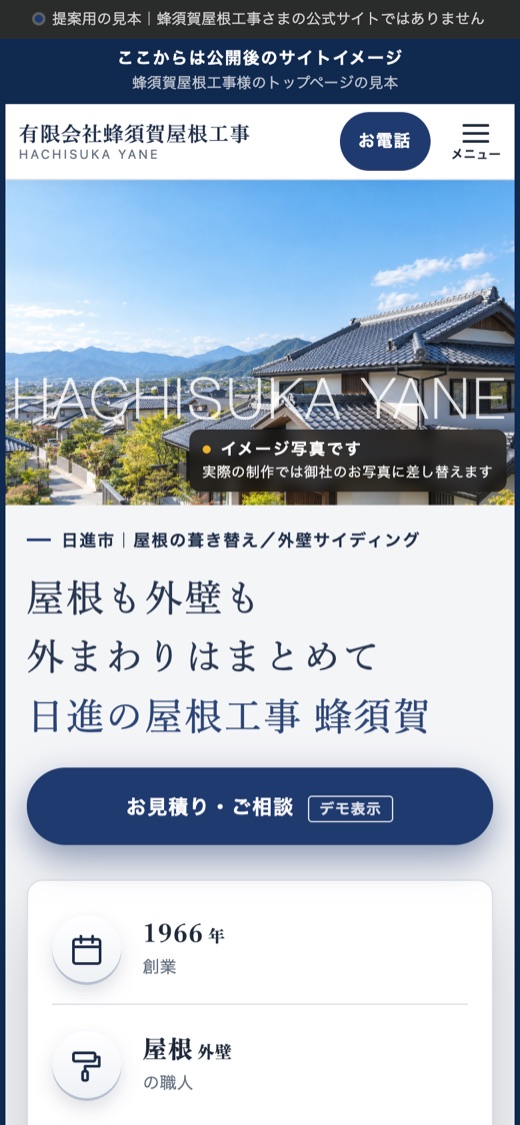 提案用の見本｜蜂須賀屋根工事さまの公式サイトではありません
ここからは公開後のサイトイメージ
蜂須賀屋根工事様のトップページの見本
有限会社蜂須賀屋根工事
HACHISUKA YANE
お電話
メニュー
HACHISUKA YANE
イメージ写真です
実際の制作では御社のお写真に差し替えます
日進市｜屋根の葺き替え／外壁サイディング
屋根も外壁も
外まわりはまとめて
日進の屋根工事 蜂須賀
お見積り・ご相談 デモ表示
1966 年
創業
屋根 外壁
の職人